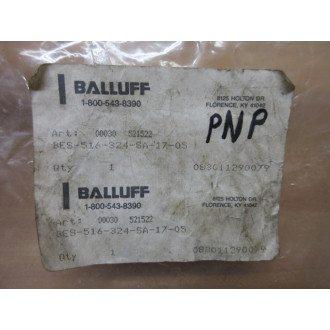 BALLUFF
1-800-543-8390
8125 HOLTON DR
FLORENCE, KY 41042
PNP
Art: 00030 521522
BES-516-324-SA-17-05
Qty 1 063011290079
BALLUFF
1-800-543-8390
8125 HOLTON DR
FLORENCE, KY 41042
Art: 00030 521522
BES-516-324-SA-17-05
Qty 1 063011290079